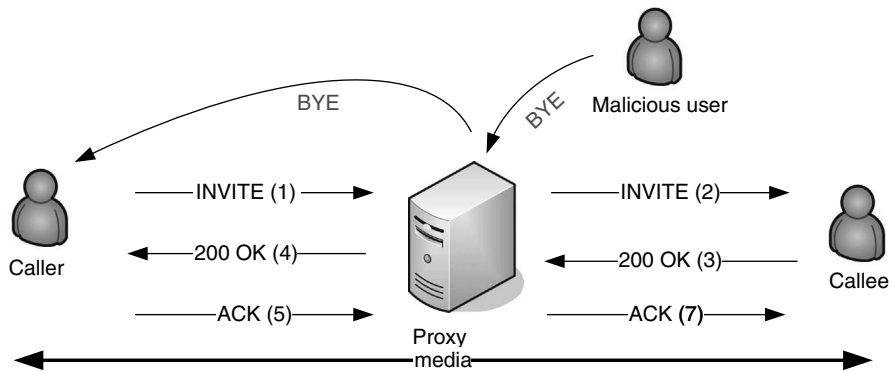 BYE
BYE
Malicious user
INVITE (1)
INVITE (2)
200 OK (4)
200 OK (3)
Caller
Callee
ACK (5)
ACK (7)
Proxy
media